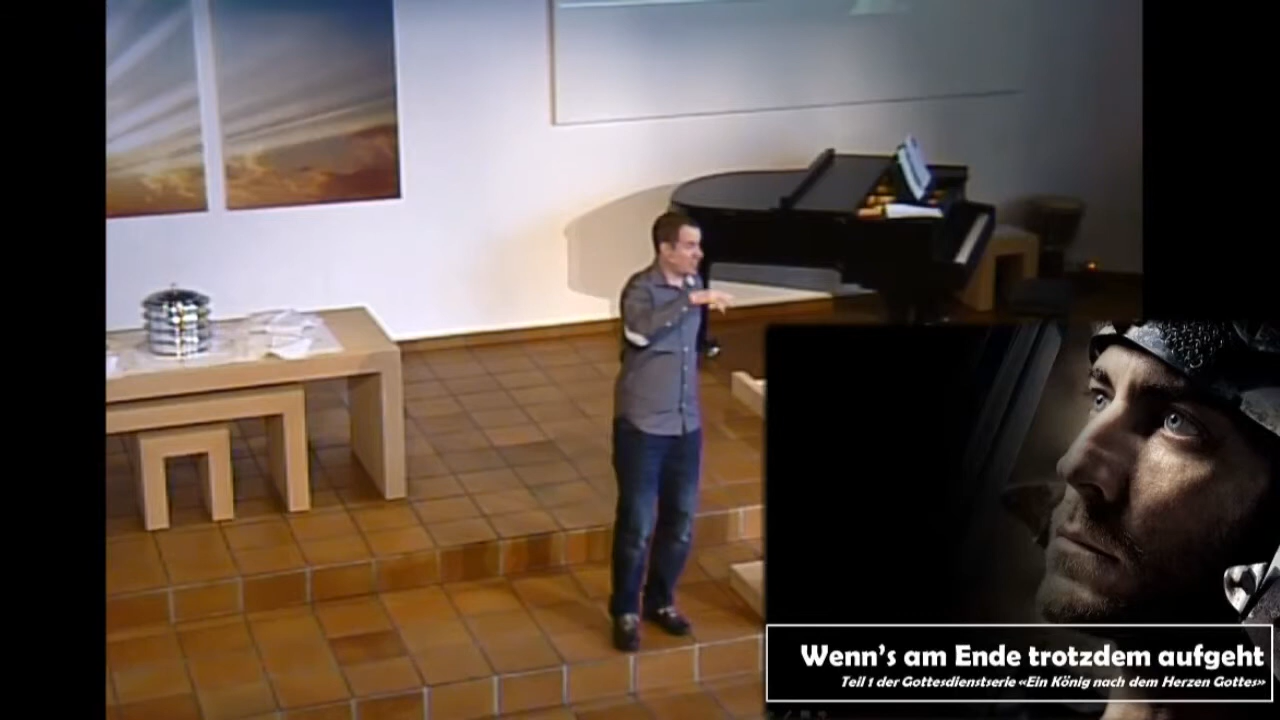 Wenn's am Ende trotzdem aufgeht
Teil 1 der Gottesdienstserie «Ein König nach dem Herzen Gottes»